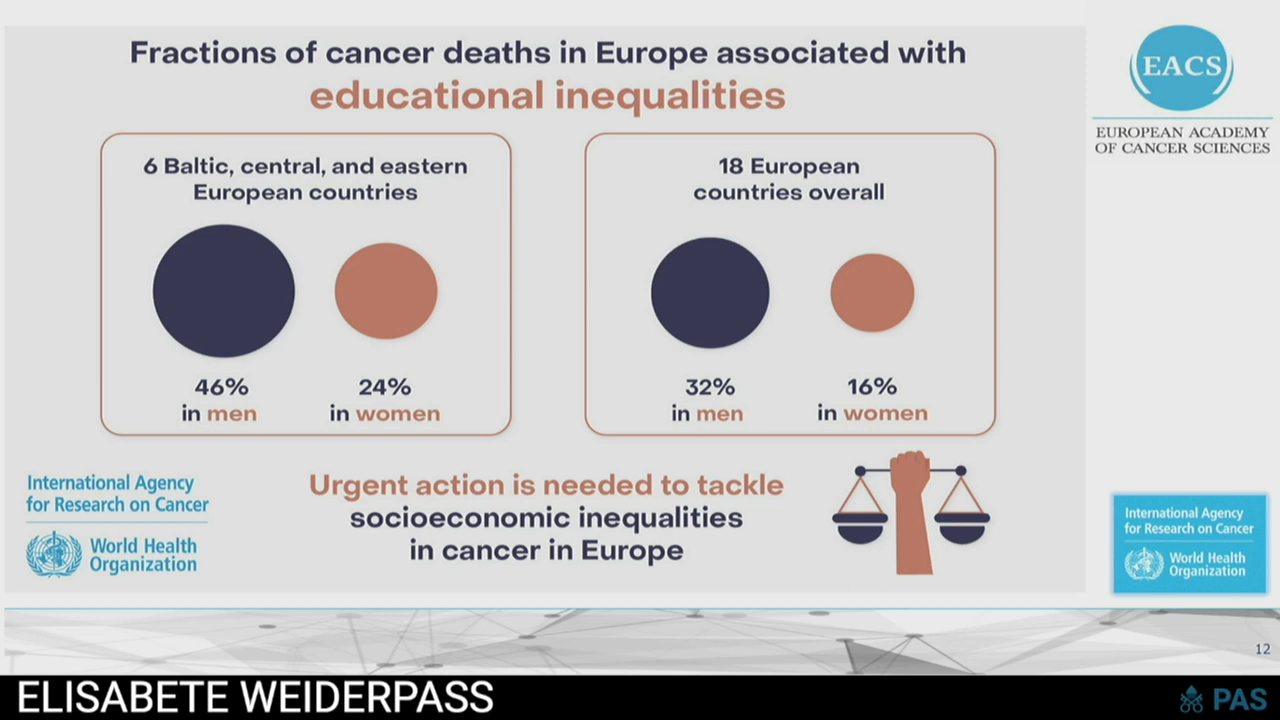 Fractions of cancer deaths in Europe associated with
educational inequalities
6 Baltic, central, and eastern
European countries
46%
in men
24%
in women
18 European
countries overall
32%
in men
16%
in women
International Agency
for Research on Cancer
World Health
Organization
Urgent action is needed to tackle
socioeconomic inequalities
in cancer in Europe
EACS
EUROPEAN ACADEMY
OF CANCER SCIENCES
International Agency
for Research on Cancer
World Health
Organization
12
ELISABETE WEIDERPASS
PAS